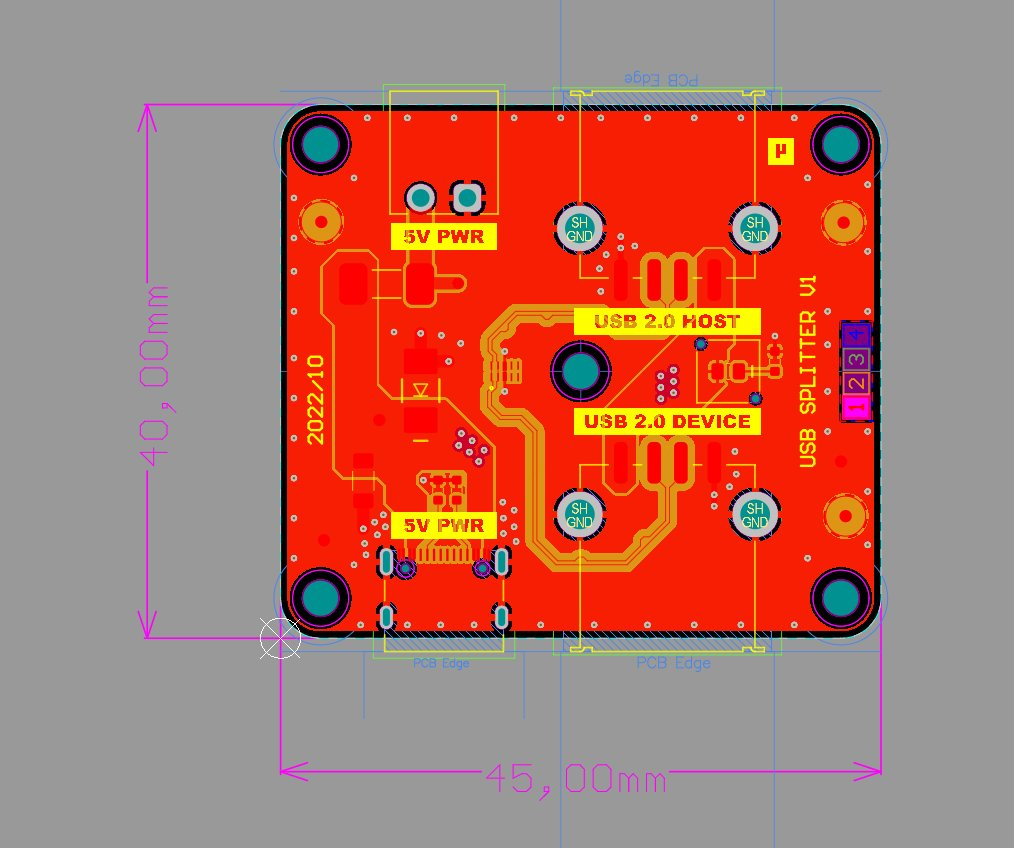 PCB Edge
µ
SH
GND
SH
GND
5V PWR
USB 2.0 HOST
USB SPLITTER V1
4
3
2
1
2022/10
40,00mm
USB 2.0 DEVICE
5V PWR
SH
GND
SH
GND
PCB Edge
PCB Edge
45,00mm